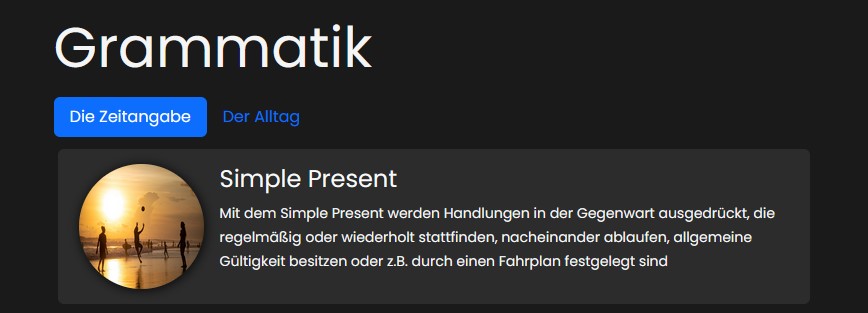 Grammatik
Die Zeitangabe Der Alltag
Simple Present
Mit dem Simple Present werden Handlungen in der Gegenwart ausgedrückt, die
regelmäßig oder wiederholt stattfinden, nacheinander ablaufen, allgemeine
Gültigkeit besitzen oder z.B. durch einen Fahrplan festgelegt sind